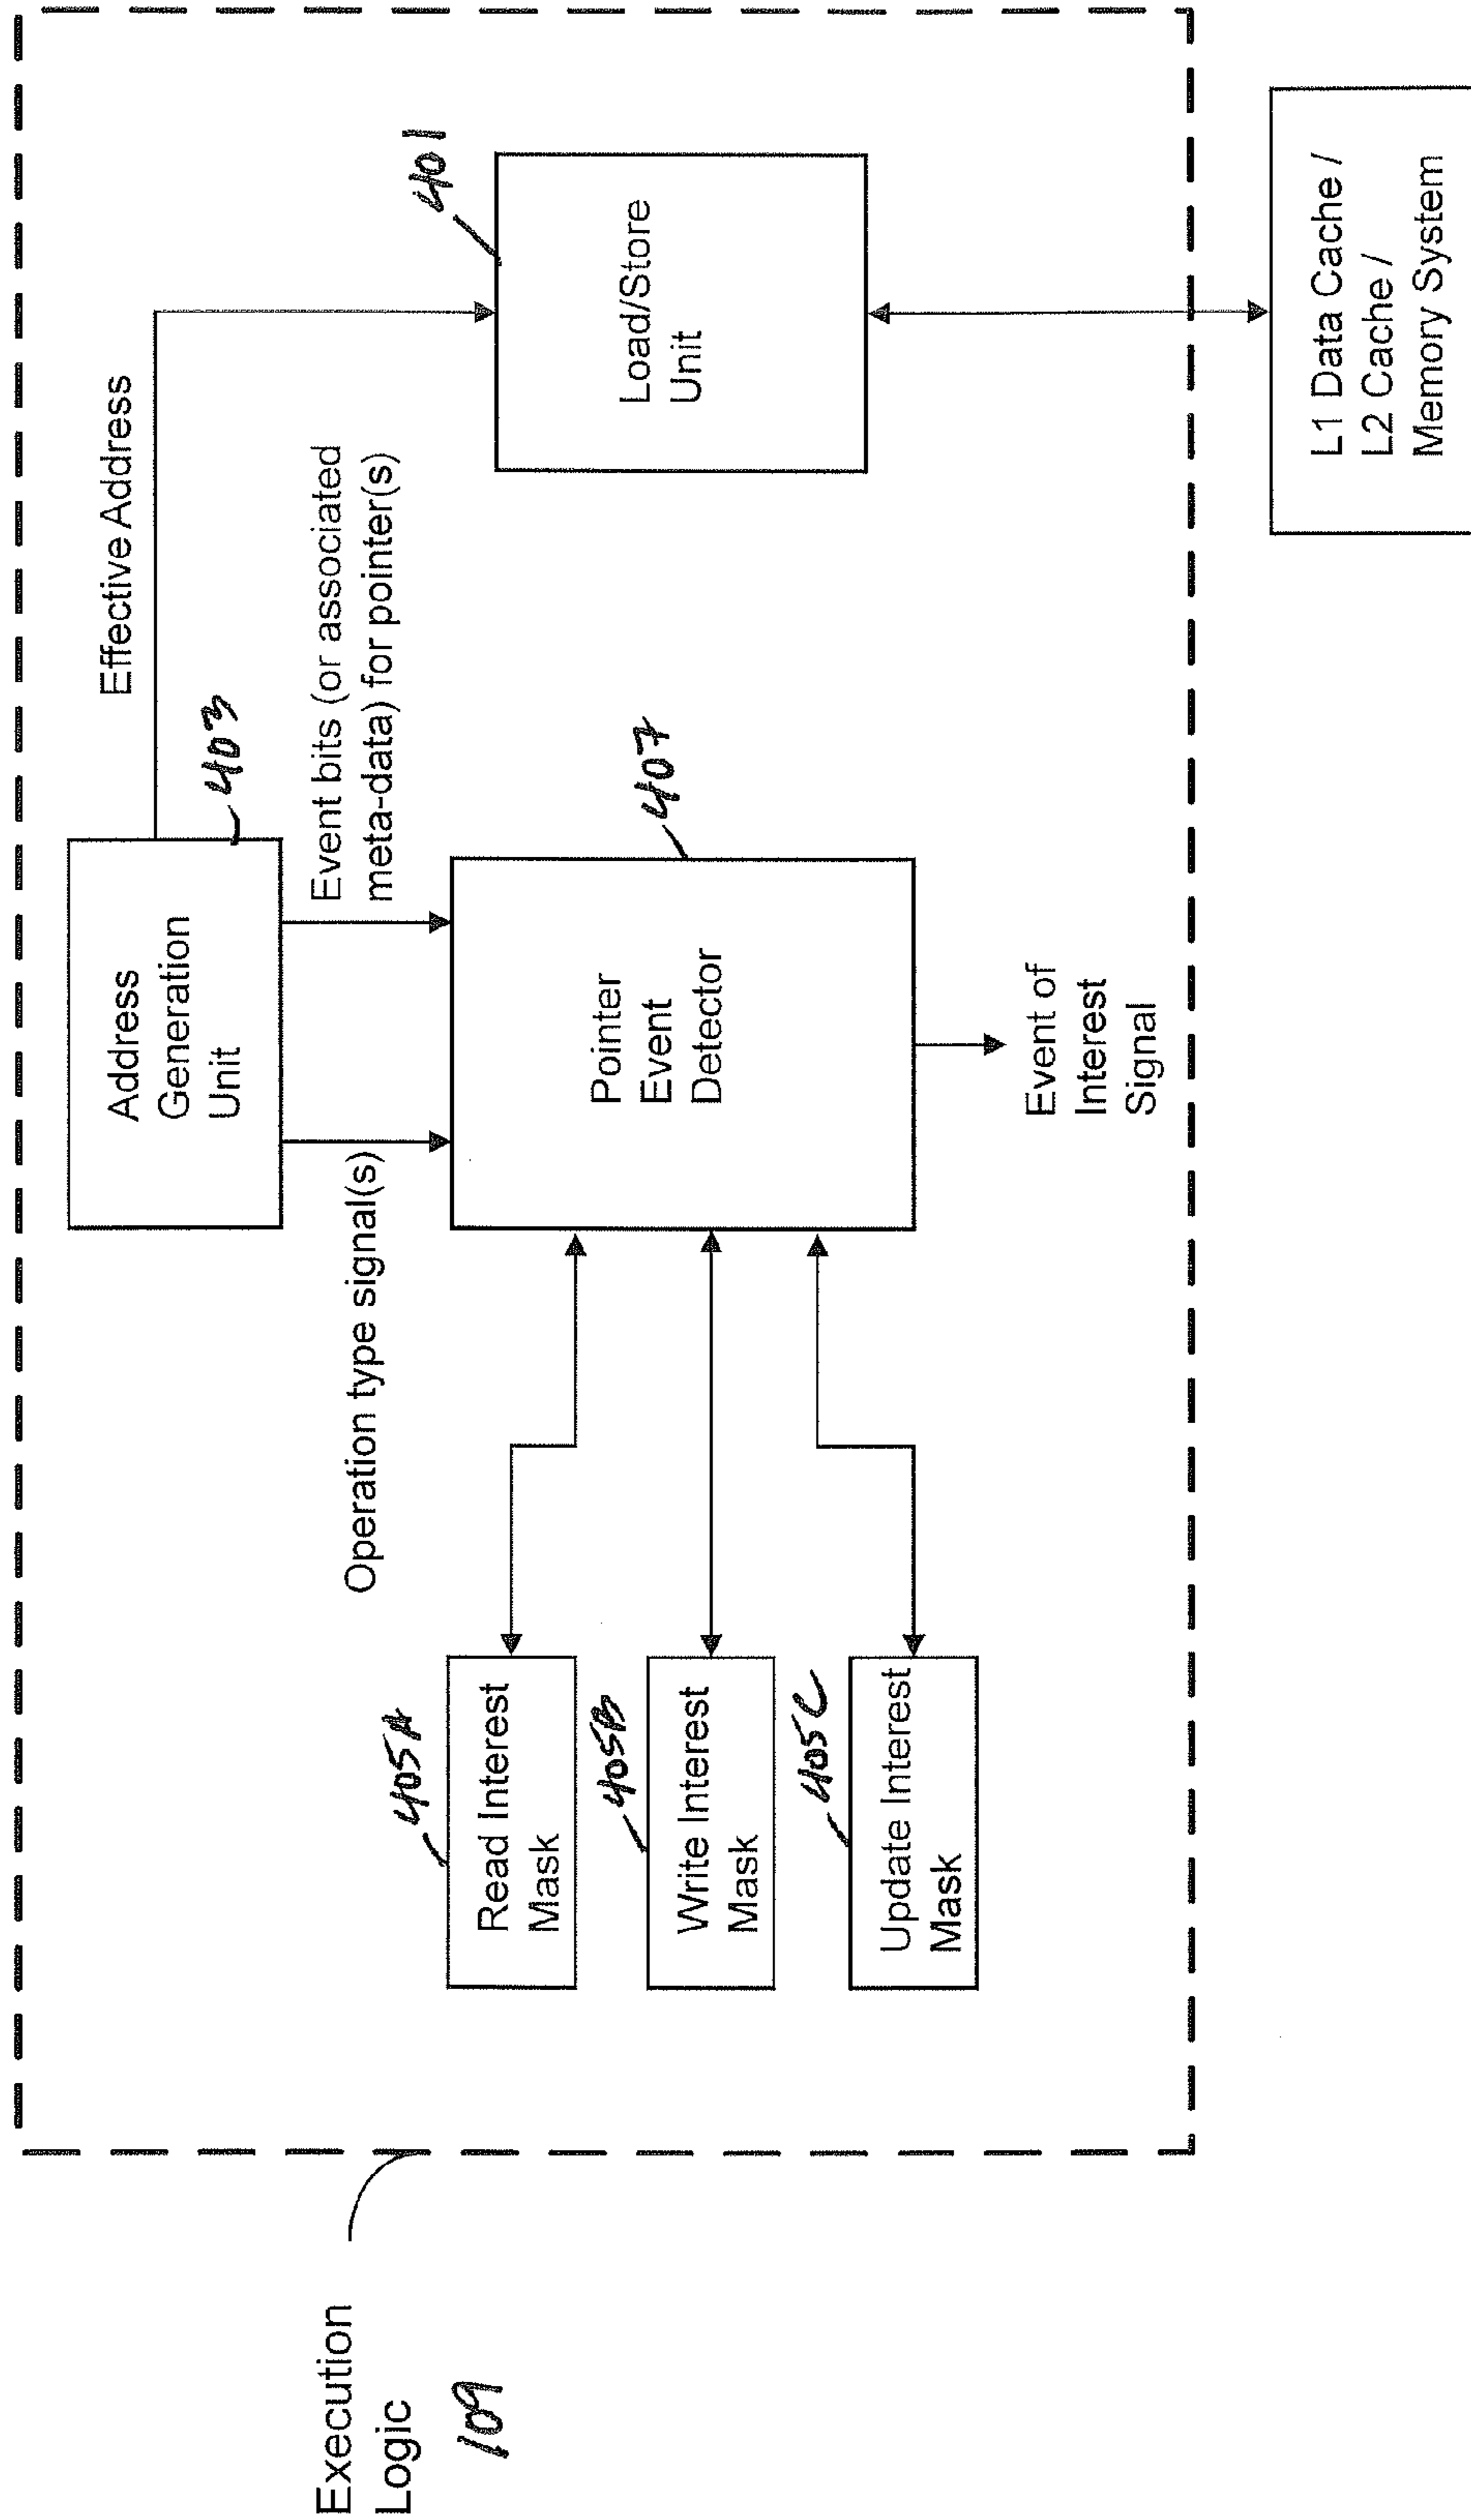 Execution
Logic
109
Address
Generation
Unit
403
Effective Address
Operation type signal(s)
Event bits (or associated
meta-data) for pointer(s)
401
Load/Store
Unit
405A
Read Interest
Mask
405B
Write Interest
Mask
405C
Update Interest
Mask
407
Pointer
Event
Detector
Event of
Interest
Signal
L1 Data Cache /
L2 Cache /
Memory System